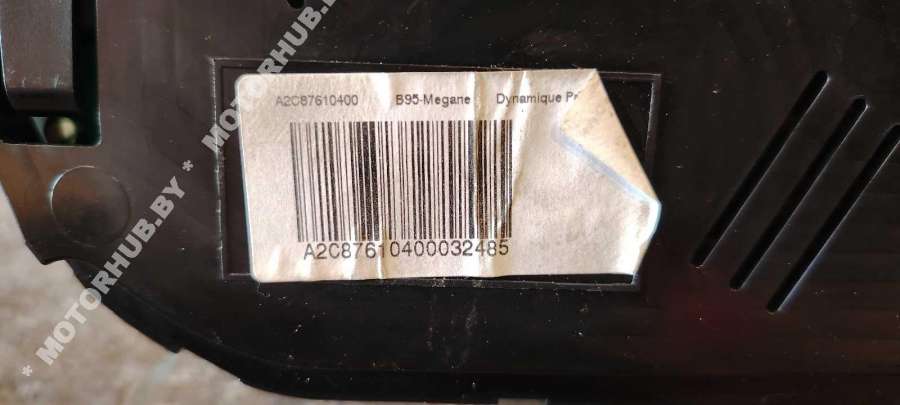 A2C87610400 B95-Megane Dynamique
A2C87610400032485
* MOTORHUB.BY * MOTORHUB.BY *